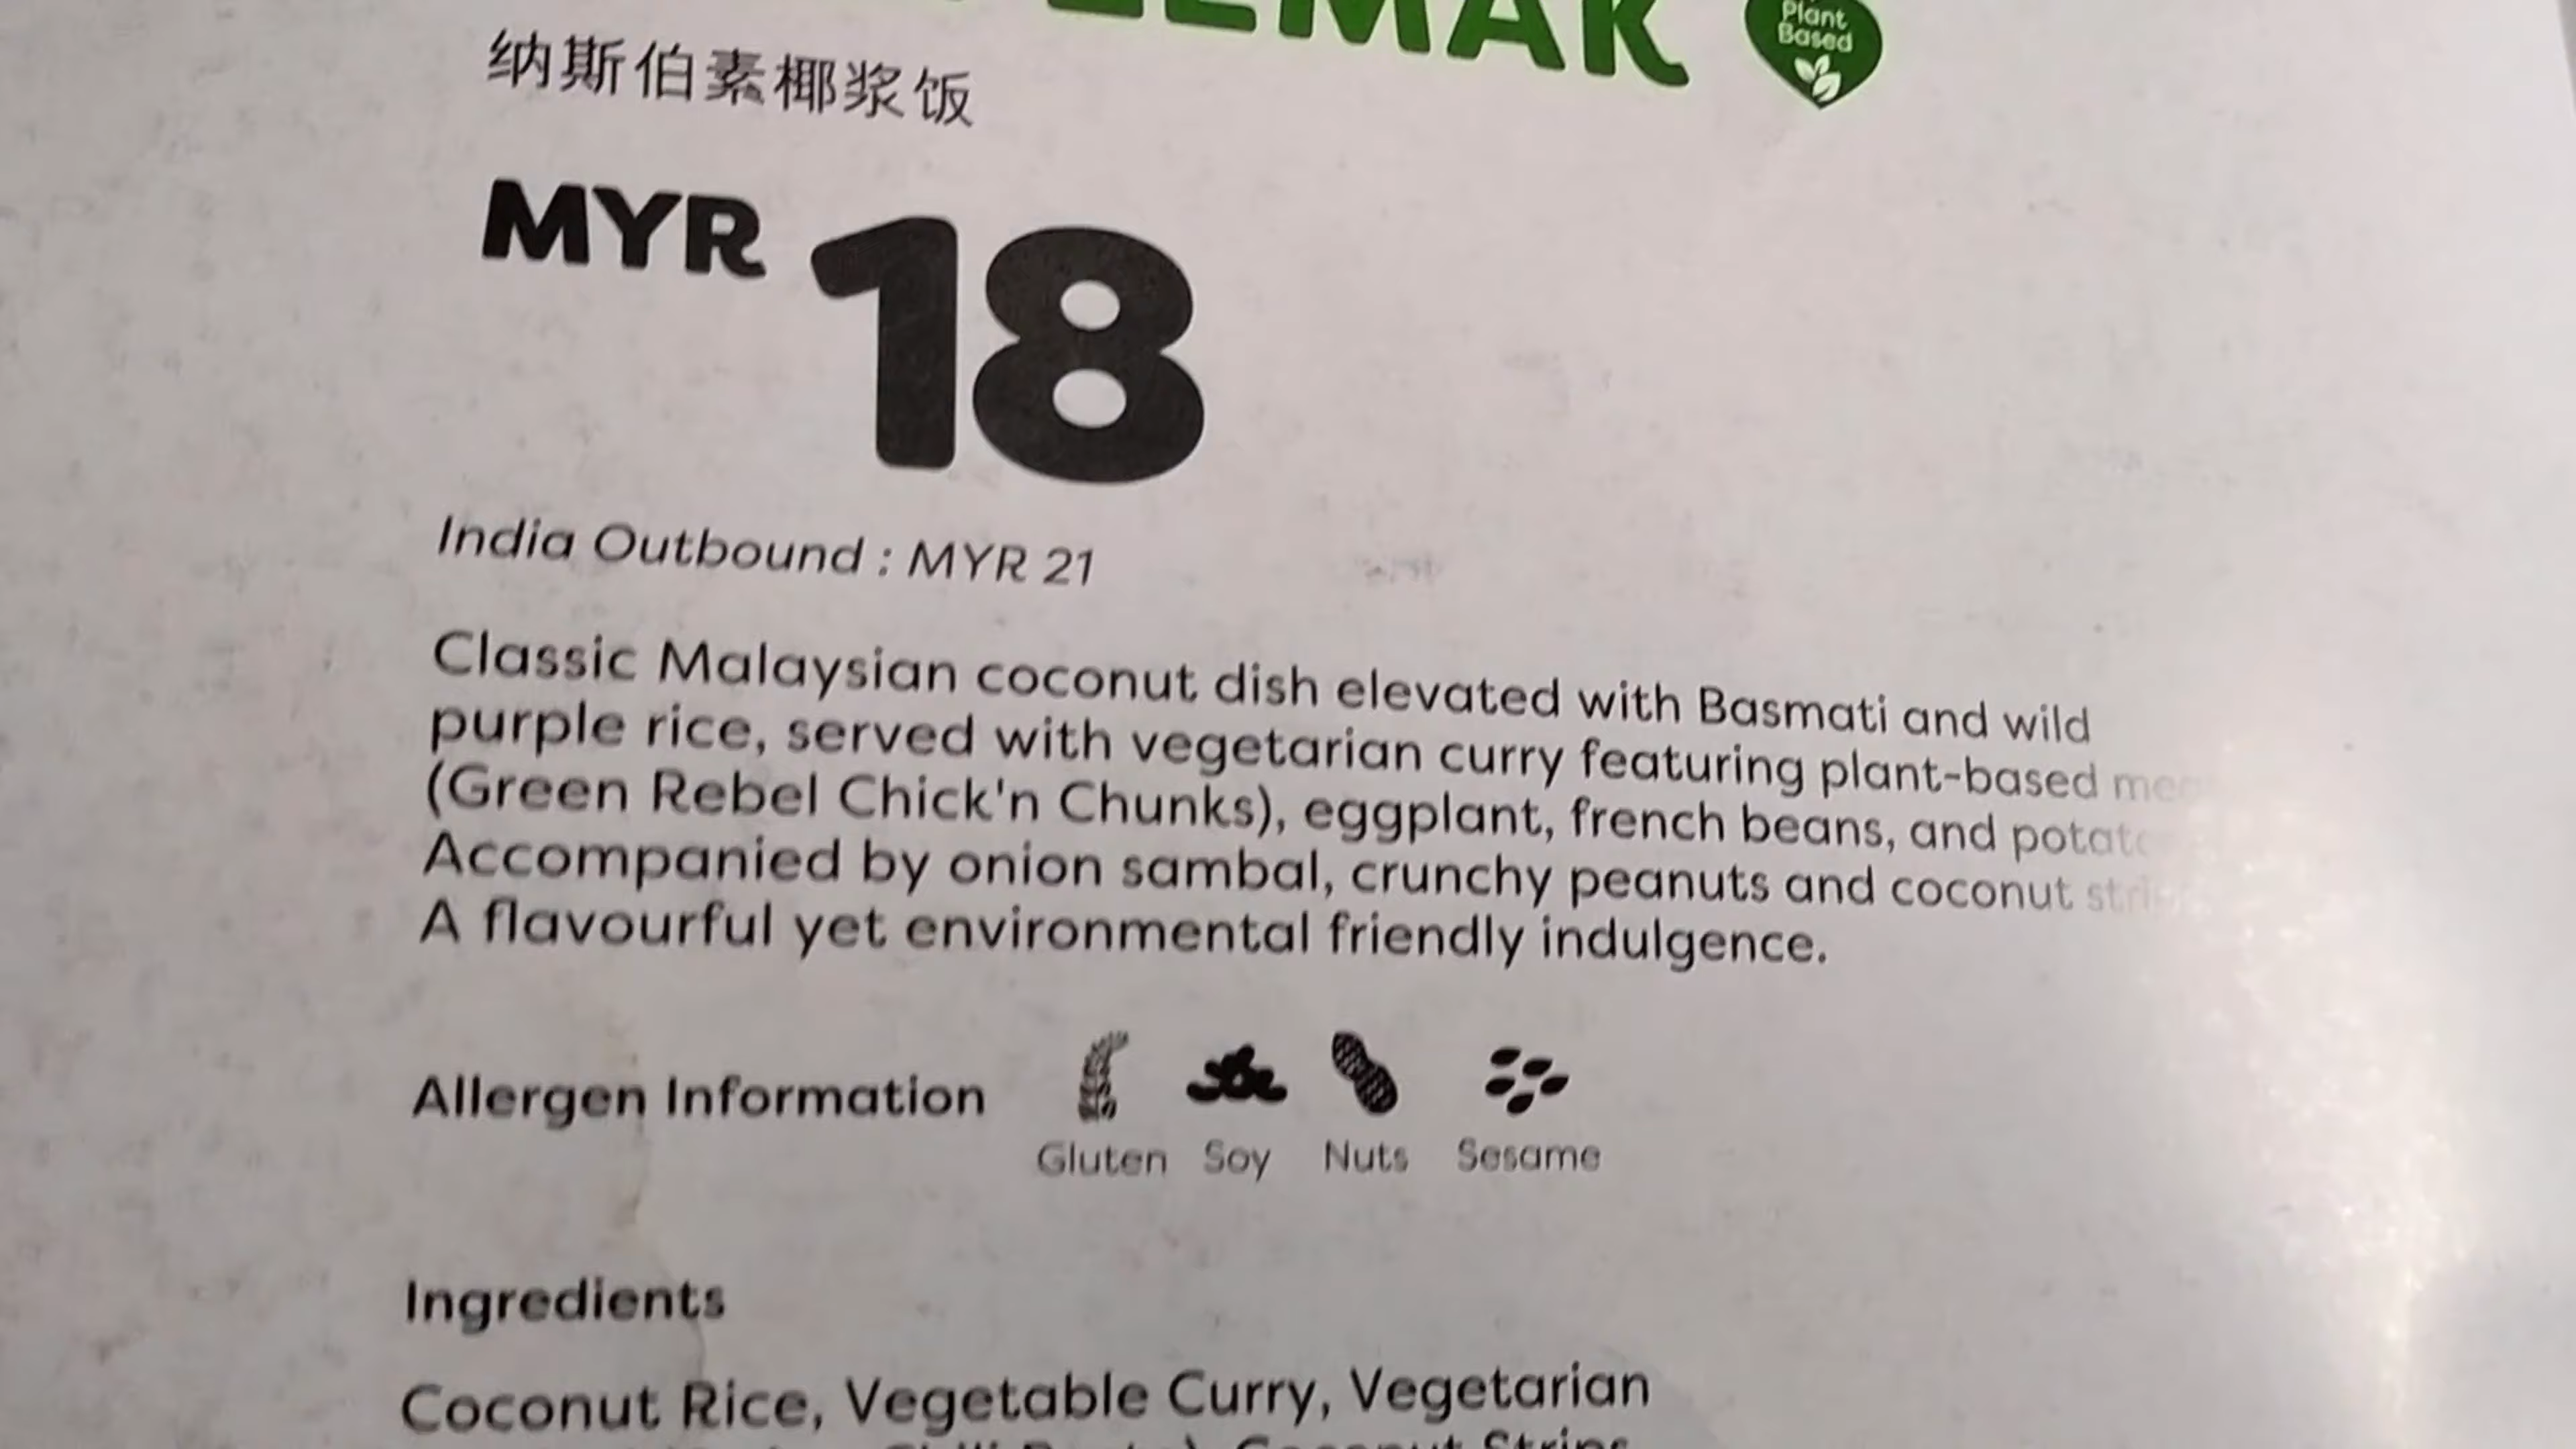 LEMAK
Plant
Based
纳斯伯素椰浆饭
MYR 18
India Outbound : MYR 21
Classic Malaysian coconut dish elevated with Basmati and wild
purple rice, served with vegetarian curry featuring plant-based
(Green Rebel Chick'n Chunks), eggplant, french beans, and
Accompanied by onion sambal, crunchy peanuts and coconut
A flavourful yet environmental friendly indulgence.
Allergen Information
Gluten Soy Nuts Sesame
Ingredients
Coconut Rice, Vegetable Curry, Vegetarian
Coconut Strips